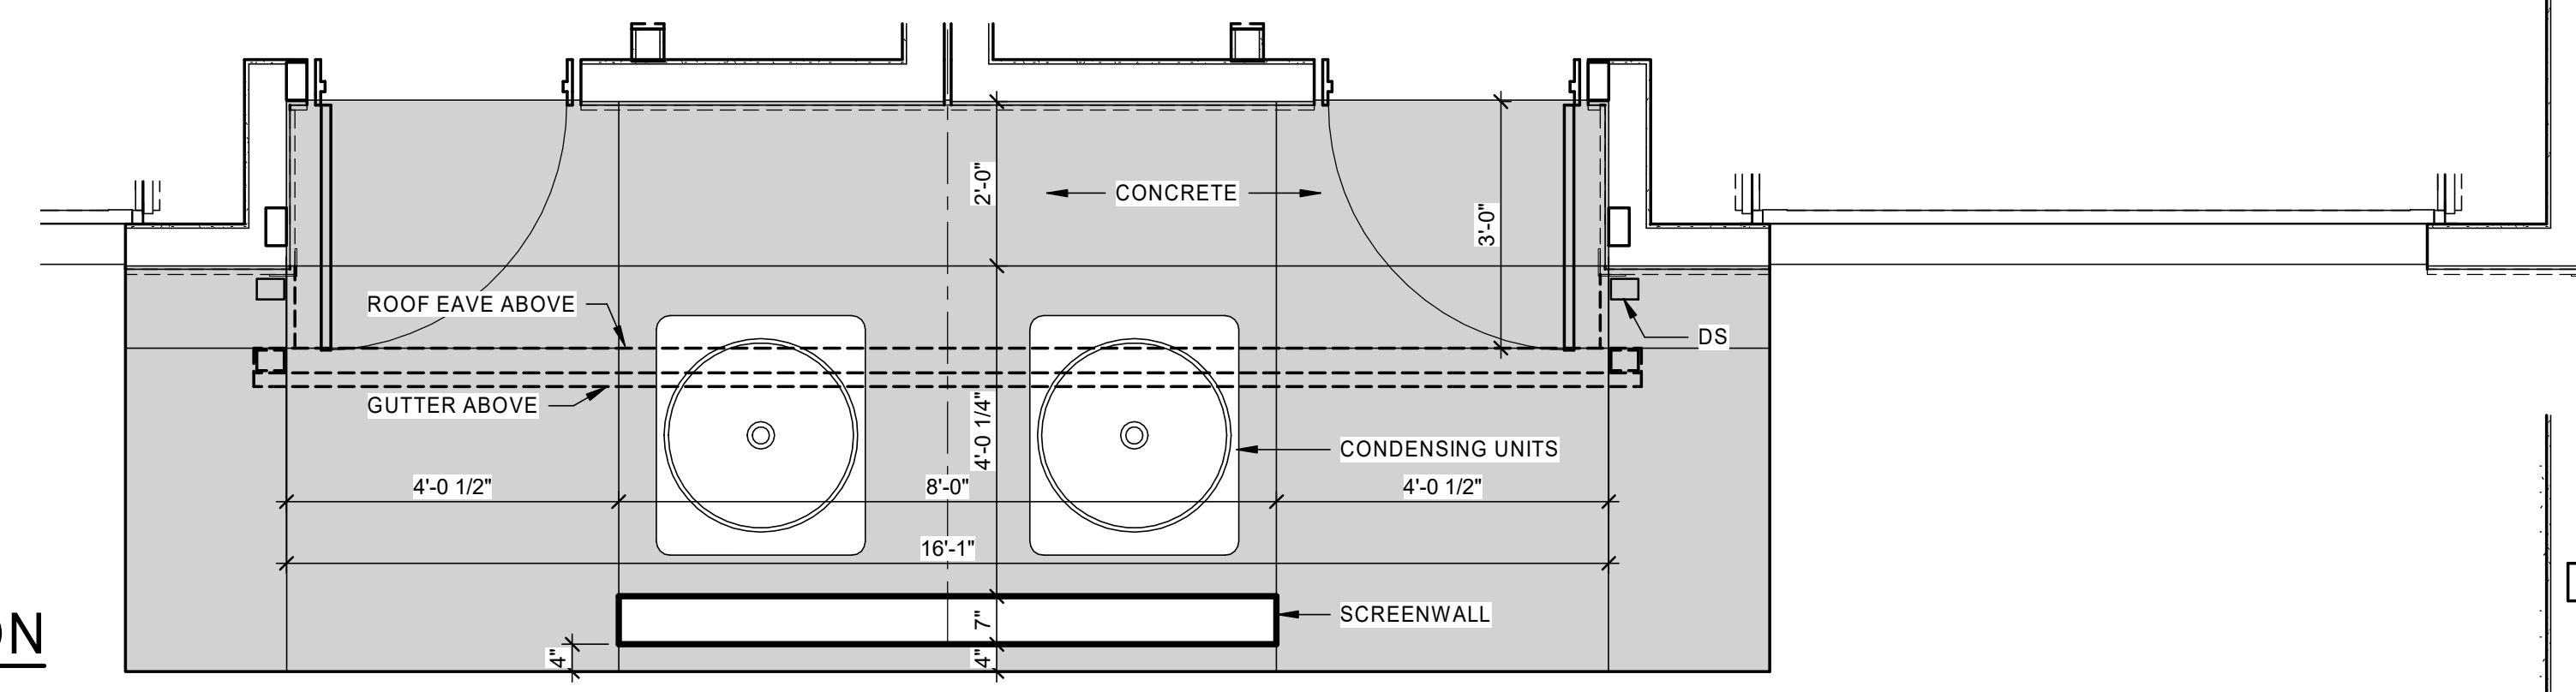 2'-0"
CONCRETE
3'-0"
ROOF EAVE ABOVE
DS
GUTTER ABOVE
4'-0 1/4"
CONDENSING UNITS
4'-0 1/2"
8'-0"
4'-0 1/2"
16'-1"
SCREENWALL
7"
4"
4"